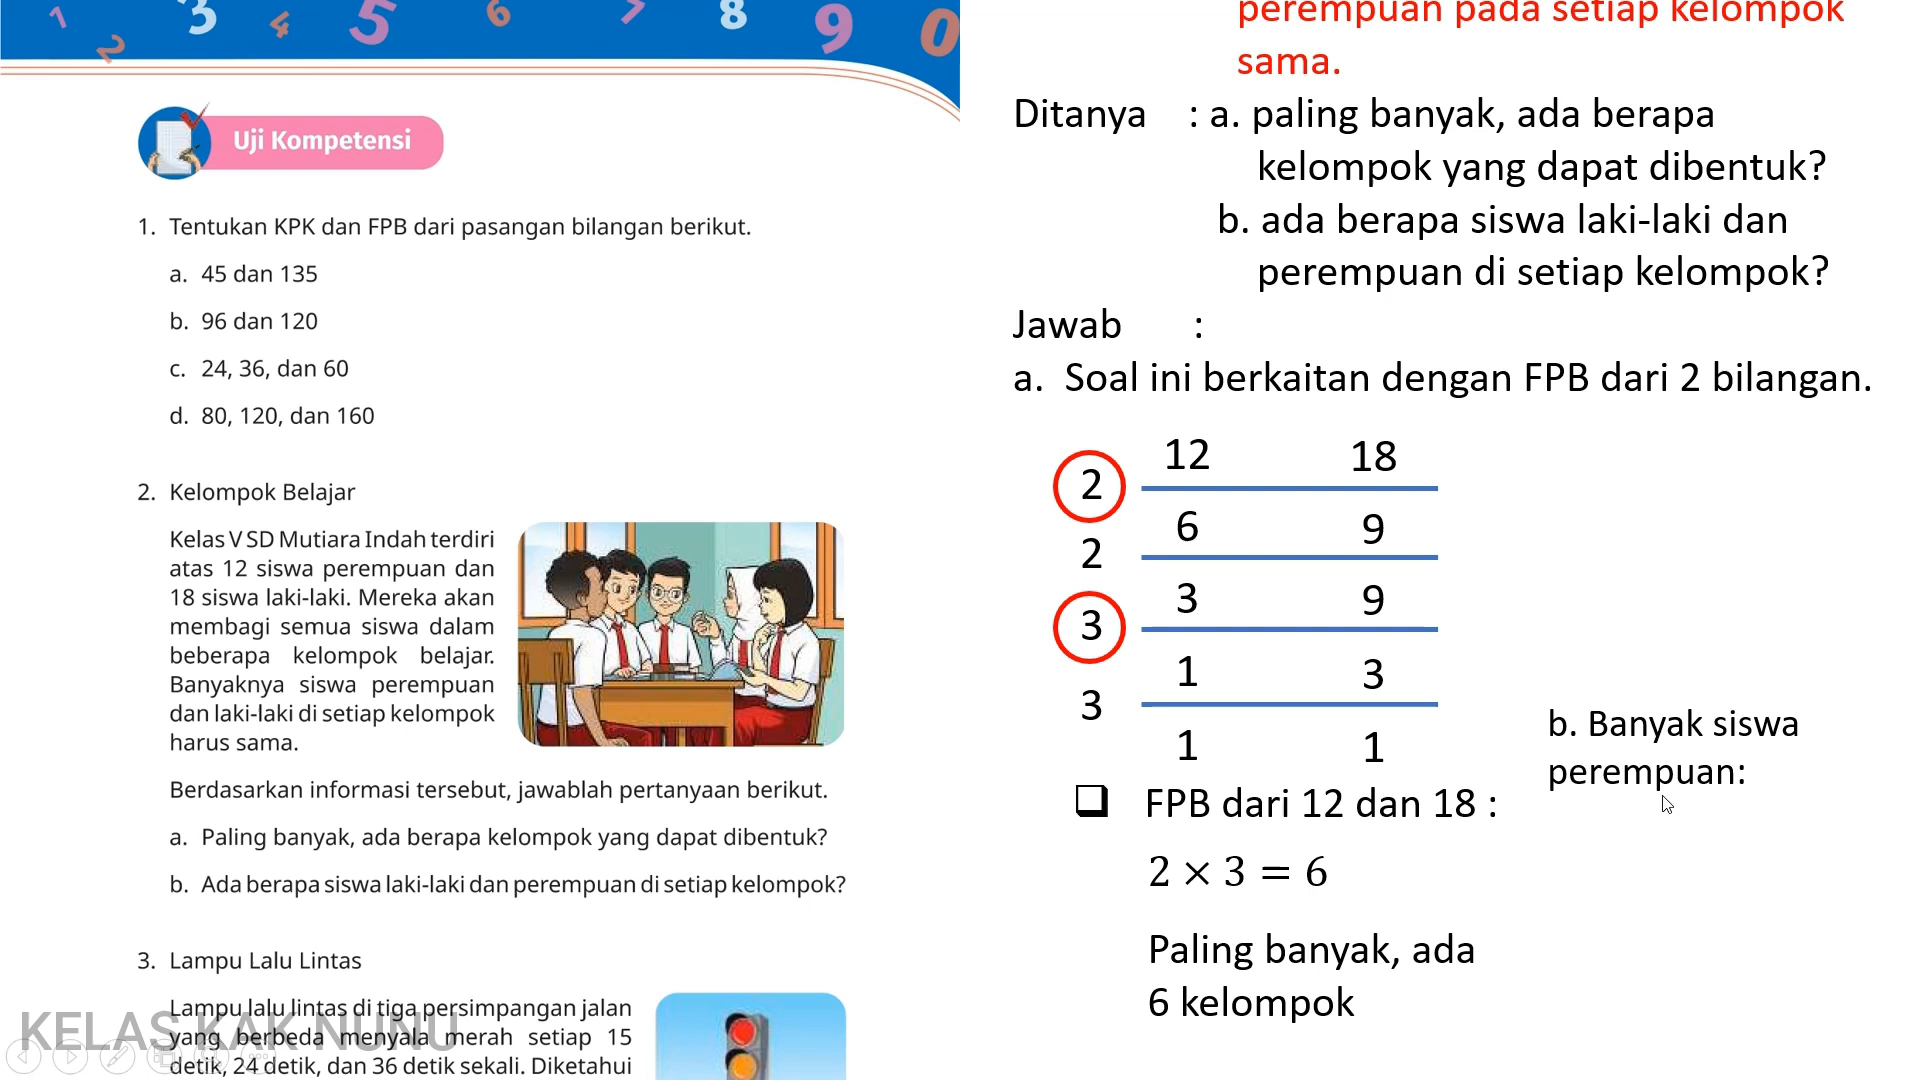 1 2 3 4 5 6 7 8 9 0
Uji Kompetensi
1. Tentukan KPK dan FPB dari pasangan bilangan berikut.
a. 45 dan 135
b. 96 dan 120
c. 24, 36, dan 60
d. 80, 120, dan 160
2. Kelompok Belajar
Kelas V SD Mutiara Indah terdiri
atas 12 siswa perempuan dan
18 siswa laki-laki. Mereka akan
membagi semua siswa dalam
beberapa kelompok belajar.
Banyaknya siswa perempuan
dan laki-laki di setiap kelompok
harus sama.
Berdasarkan informasi tersebut, jawablah pertanyaan berikut.
a. Paling banyak, ada berapa kelompok yang dapat dibentuk?
b. Ada berapa siswa laki-laki dan perempuan di setiap kelompok?
3. Lampu Lalu Lintas
Lampu lalu lintas di tiga persimpangan jalan
yang berbeda menyala merah setiap 15
detik, 24 detik, dan 36 detik sekali. Diketahui
KELAS KAK NUNU
perempuan pada setiap kelompok
sama.
Ditanya : a. paling banyak, ada berapa
kelompok yang dapat dibentuk?
b. ada berapa siswa laki-laki dan
perempuan di setiap kelompok?
Jawab :
a. Soal ini berkaitan dengan FPB dari 2 bilangan.
12 18
2
6 9
2
3 9
3
1 3
3
1 1
FPB dari 12 dan 18 :
2 × 3 = 6
Paling banyak, ada
6 kelompok
b. Banyak siswa
perempuan: